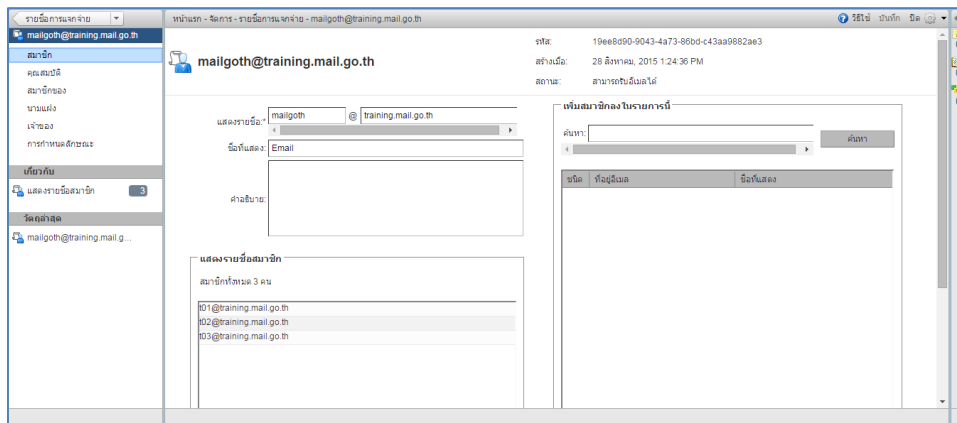 รายชื่อการแจกจ่าย
หน้าแรก - จัดการ - รายชื่อการแจกจ่าย - mailgoth@training.mail.go.th
วิธีใช้ บันทึก ปิด
mailgoth@training.mail.go.th
สมาชิก
คุณสมบัติ
สมาชิกของ
นามแฝง
เจ้าของ
การกำหนดลักษณะ
เกี่ยวกับ
แสดงรายชื่อสมาชิก 3
วัตถุล่าสุด
mailgoth@training.mail.g...
mailgoth@training.mail.go.th
รหัส: 19ee8d90-9043-4a73-86bd-c43aa9882ae3
สร้างเมื่อ: 28 สิงหาคม, 2015 1:24:36 PM
สถานะ: สามารถรับอีเมลได้
แสดงรายชื่อ:* mailgoth @ training.mail.go.th
ชื่อที่แสดง: Email
คำอธิบาย:
แสดงรายชื่อสมาชิก
สมาชิกทั้งหมด 3 คน
t01@training.mail.go.th
t02@training.mail.go.th
t03@training.mail.go.th
เพิ่มสมาชิกลงในรายการนี้
ค้นหา: ค้นหา
ชนิด ที่อยู่อีเมล ชื่อที่แสดง